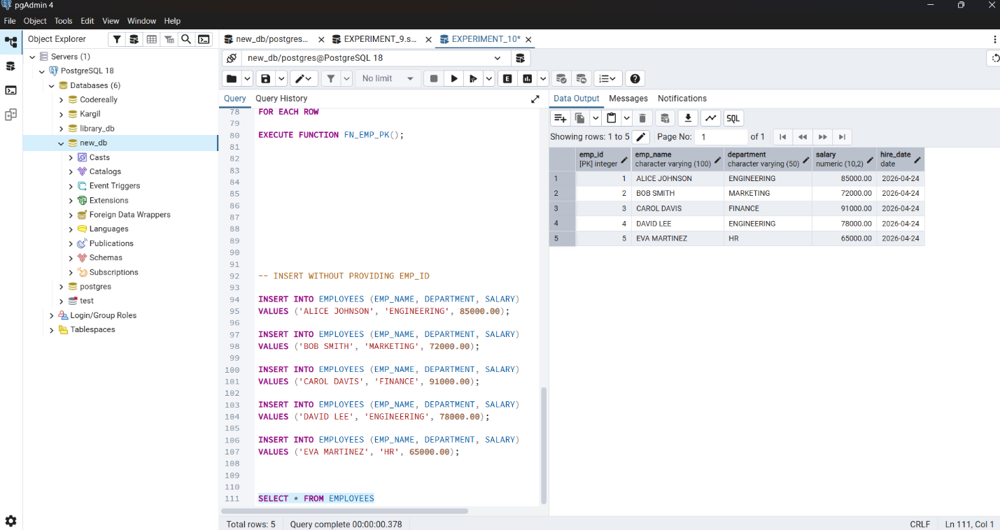 pgAdmin 4
File Object Tools Edit View Window Help
Object Explorer
Servers (1)
PostgreSQL 18
Databases (6)
Codereally
Kargil
library_db
new_db
Casts
Catalogs
Event Triggers
Extensions
Foreign Data Wrappers
Languages
Publications
Schemas
Subscriptions
postgres
test
Login/Group Roles
Tablespaces
new_db/postgres... EXPERIMENT_9.s... EXPERIMENT_10*
new_db/postgres@PostgreSQL 18
No limit E
Query Query History
78 FOR EACH ROW
79
80 EXECUTE FUNCTION FN_EMP_PK();
81
82
83
84
85
86
87
88
89
90
91
92 -- INSERT WITHOUT PROVIDING EMP_ID
93
94 INSERT INTO EMPLOYEES (EMP_NAME, DEPARTMENT, SALARY)
95 VALUES ('ALICE JOHNSON', 'ENGINEERING', 85000.00);
96
97 INSERT INTO EMPLOYEES (EMP_NAME, DEPARTMENT, SALARY)
98 VALUES ('BOB SMITH', 'MARKETING', 72000.00);
99
100 INSERT INTO EMPLOYEES (EMP_NAME, DEPARTMENT, SALARY)
101 VALUES ('CAROL DAVIS', 'FINANCE', 91000.00);
102
103 INSERT INTO EMPLOYEES (EMP_NAME, DEPARTMENT, SALARY)
104 VALUES ('DAVID LEE', 'ENGINEERING', 78000.00);
105
106 INSERT INTO EMPLOYEES (EMP_NAME, DEPARTMENT, SALARY)
107 VALUES ('EVA MARTINEZ', 'HR', 65000.00);
108
109
110
111 SELECT * FROM EMPLOYEES
Data Output Messages Notifications
SQL
Showing rows: 1 to 5 Page No: 1 of 1
emp_id emp_name department salary hire_date
[PK] integer character varying (100) character varying (50) numeric (10,2) date
1 1 ALICE JOHNSON ENGINEERING 85000.00 2026-04-24
2 2 BOB SMITH MARKETING 72000.00 2026-04-24
3 3 CAROL DAVIS FINANCE 91000.00 2026-04-24
4 4 DAVID LEE ENGINEERING 78000.00 2026-04-24
5 5 EVA MARTINEZ HR 65000.00 2026-04-24
Total rows: 5 Query complete 00:00:00.378 CRLF Ln 111, Col 1